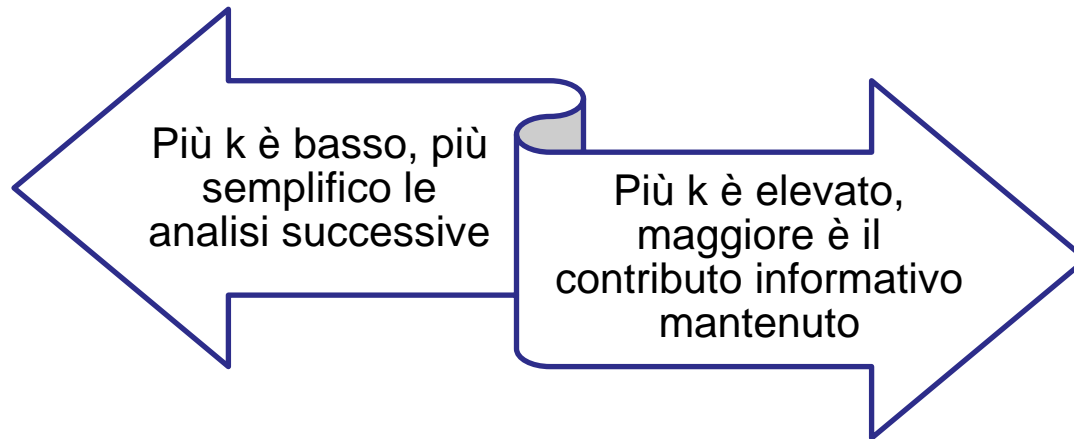 Più k è basso, più
semplifico le
analisi successive
Più k è elevato,
maggiore è il
contributo informativo
mantenuto